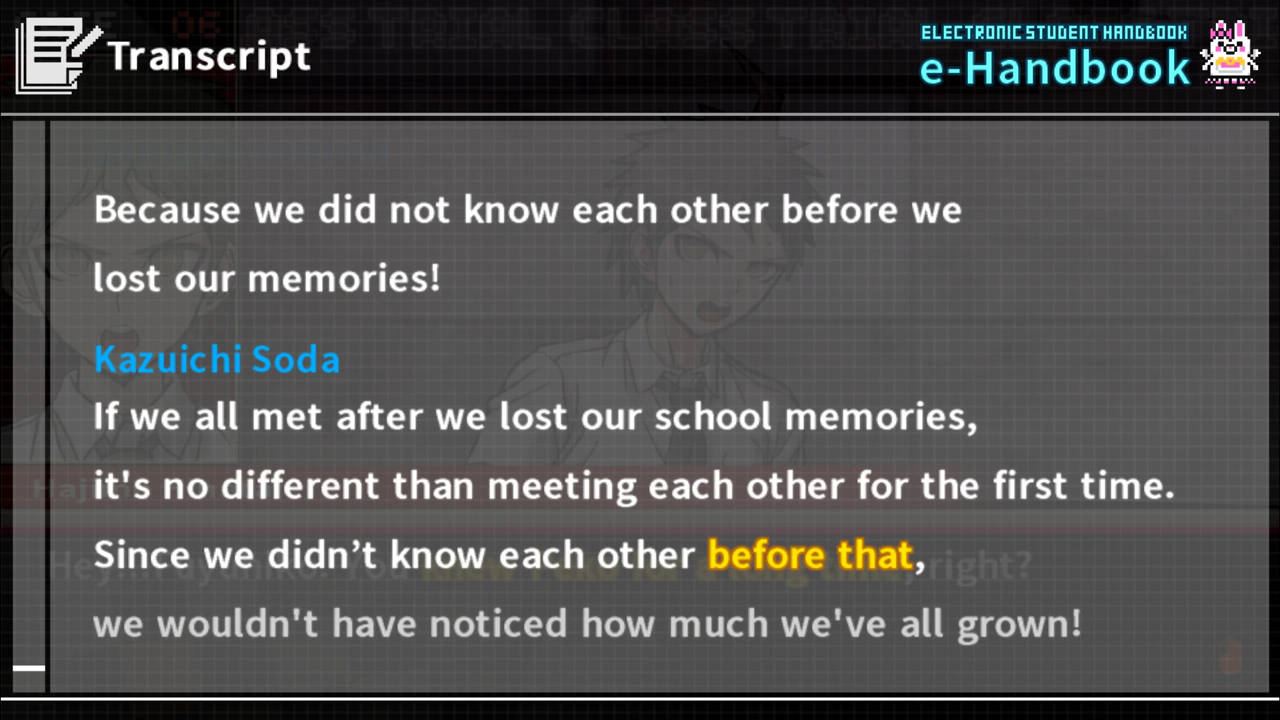 Transcript
ELECTRONIC STUDENT HANDBOOK
e-Handbook
Because we did not know each other before we
lost our memories!
Kazuichi Soda
If we all met after we lost our school memories,
it's no different than meeting each other for the first time.
Since we didn’t know each other before that,
right?
we wouldn't have noticed how much we've all grown!